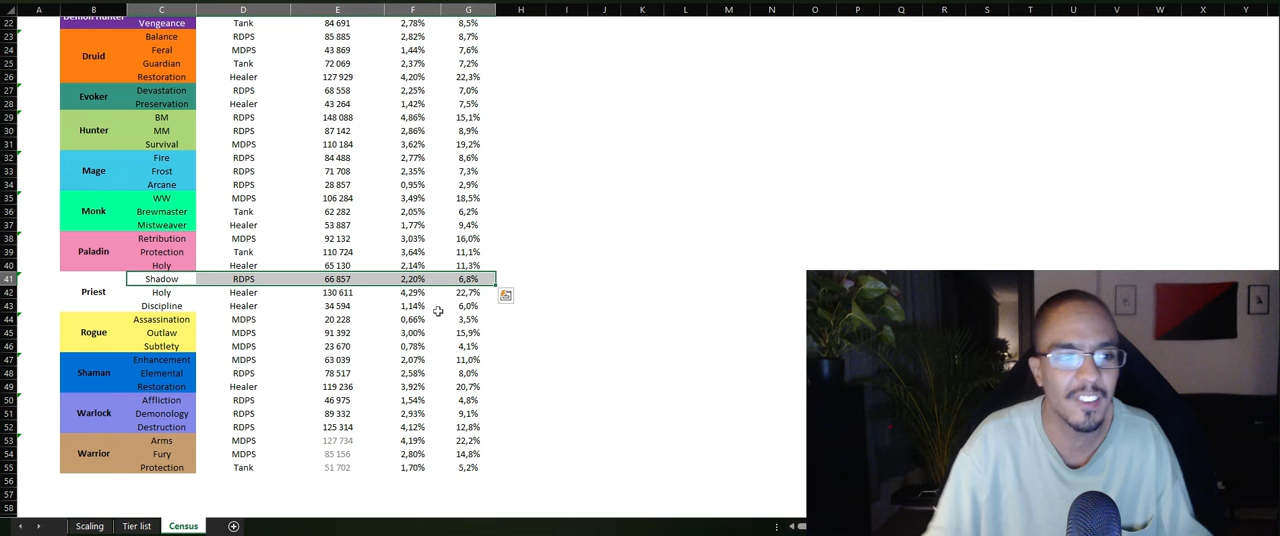 A B C D E F G H I J K L M N O P Q R S T U V W X Y
22 Demon Hunter Vengeance Tank 84 691 2,78% 8,5%
23 Balance RDPS 85 885 2,82% 8,7%
24 Druid Feral MDPS 43 869 1,44% 7,6%
25 Guardian Tank 72 069 2,37% 7,2%
26 Restoration Healer 127 929 4,20% 22,3%
27 Evoker Devastation RDPS 68 558 2,25% 7,0%
28 Preservation Healer 43 264 1,42% 7,5%
29 BM RDPS 148 088 4,86% 15,1%
30 Hunter MM RDPS 87 142 2,86% 8,9%
31 Survival MDPS 110 184 3,62% 19,2%
32 Fire RDPS 84 488 2,77% 8,6%
33 Mage Frost RDPS 71 708 2,35% 7,3%
34 Arcane RDPS 28 857 0,95% 2,9%
35 WW MDPS 106 284 3,49% 18,5%
36 Monk Brewmaster Tank 62 282 2,05% 6,2%
37 Mistweaver Healer 53 887 1,77% 9,4%
38 Retribution MDPS 92 132 3,03% 16,0%
39 Paladin Protection Tank 110 724 3,64% 11,1%
40 Holy Healer 65 130 2,14% 11,3%
41 Shadow RDPS 66 857 2,20% 6,8%
42 Priest Holy Healer 130 611 4,29% 22,7%
43 Discipline Healer 34 594 1,14% 6,0%
44 Assassination MDPS 20 228 0,66% 3,5%
45 Rogue Outlaw MDPS 91 392 3,00% 15,9%
46 Subtlety MDPS 23 670 0,78% 4,1%
47 Enhancement MDPS 63 039 2,07% 11,0%
48 Shaman Elemental RDPS 78 517 2,58% 8,0%
49 Restoration Healer 119 236 3,92% 20,7%
50 Affliction RDPS 46 975 1,54% 4,8%
51 Warlock Demonology RDPS 89 332 2,93% 9,1%
52 Destruction RDPS 125 314 4,12% 12,8%
53 Arms MDPS 127 734 4,19% 22,2%
54 Warrior Fury MDPS 85 156 2,80% 14,8%
55 Protection Tank 51 702 1,70% 5,2%
56
57
58
Scaling Tier list Census